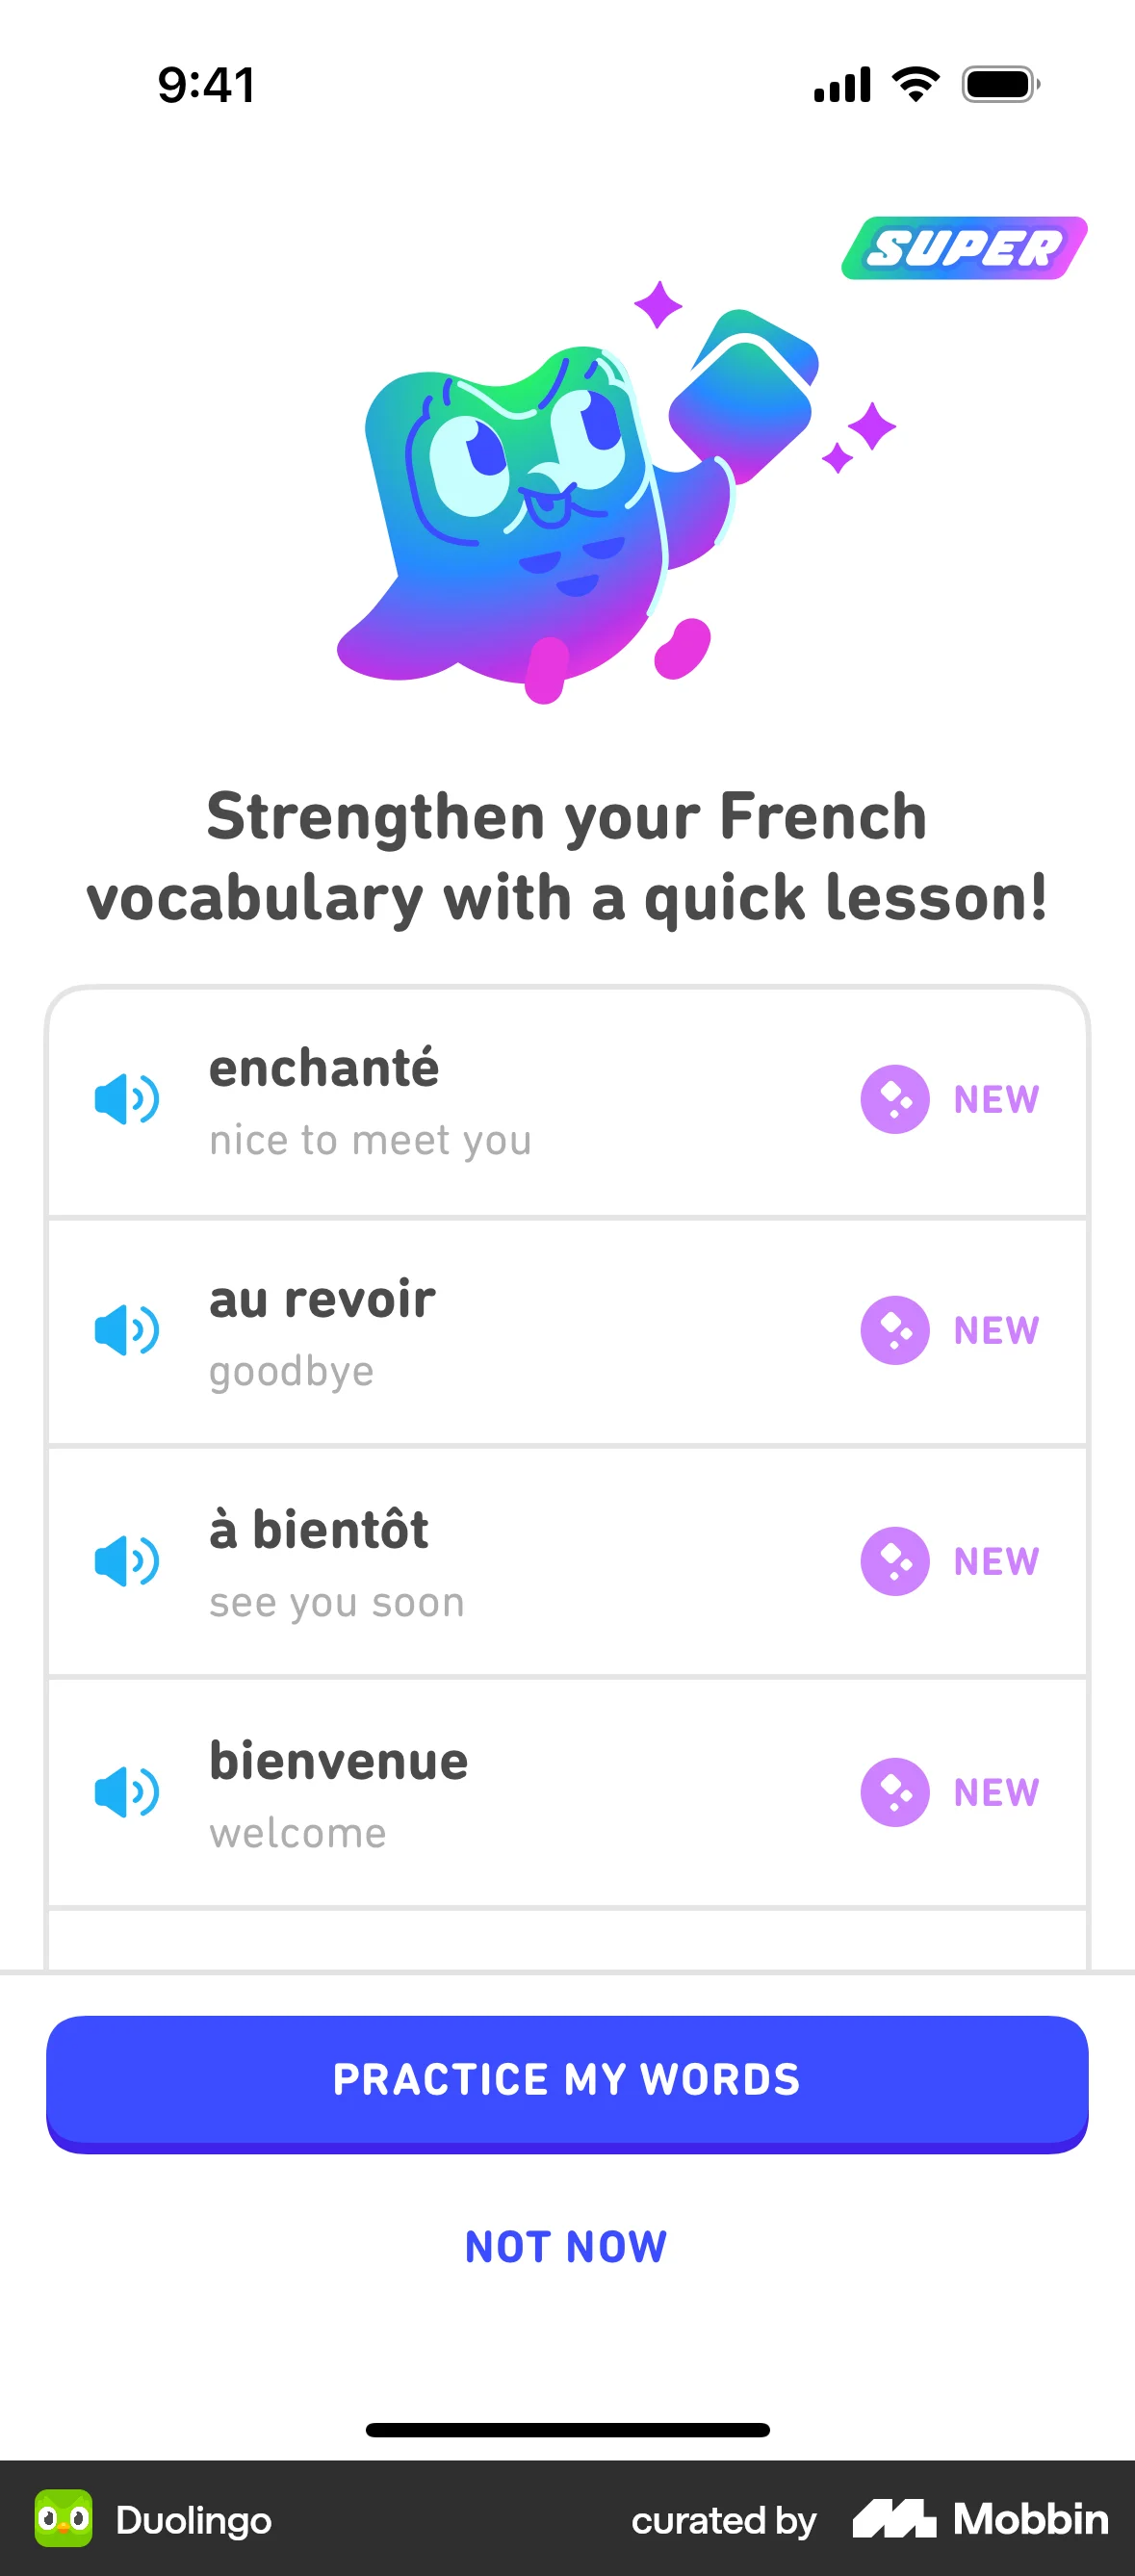 9:41
SUPER
Strengthen your French
vocabulary with a quick lesson!
enchanté
nice to meet you
NEW
au revoir
goodbye
NEW
à bientôt
see you soon
NEW
bienvenue
welcome
NEW
PRACTICE MY WORDS
NOT NOW
Duolingo
curated by Mobbin